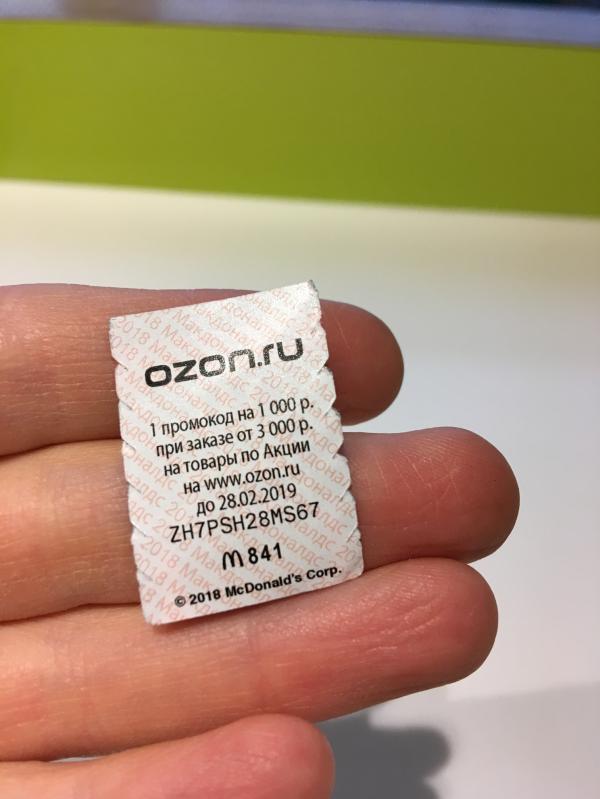 ozon.ru
1 промокод на 1 000 р.
при заказе от 3 000 р.
на товары по Акции
на www.ozon.ru
до 28.02.2019
ZH7PSH28MS67
m 841
© 2018 McDonald's Corp.